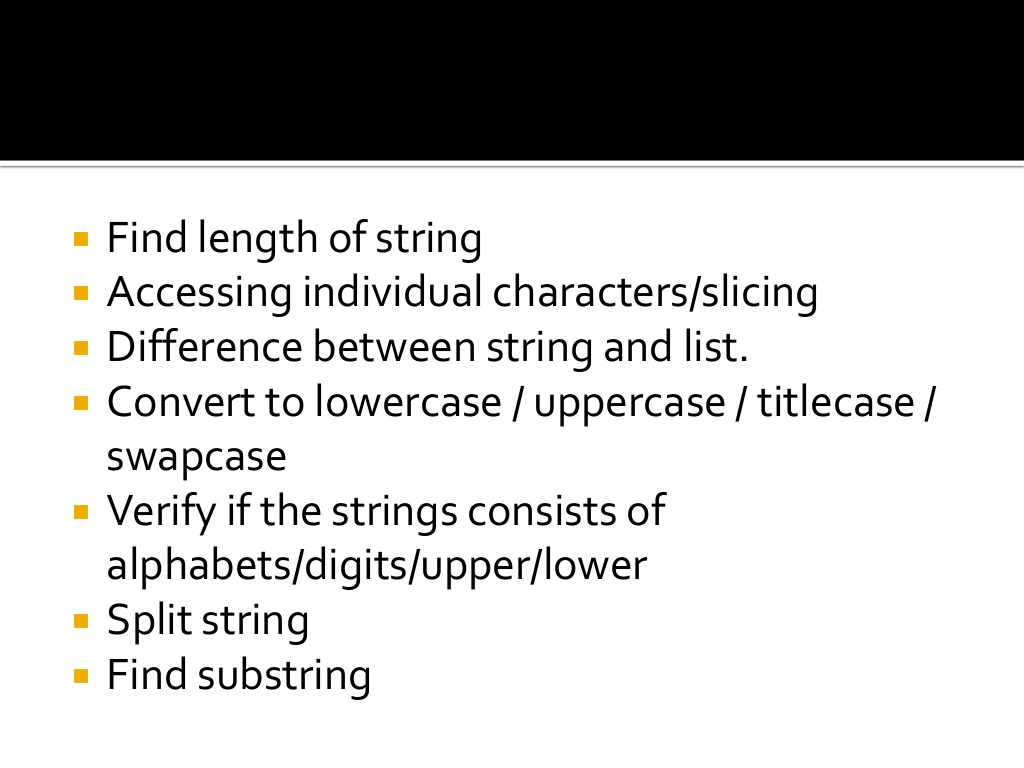 Find length of string
Accessing individual characters/slicing
Difference between string and list.
Convert to lowercase / uppercase / titlecase /
swapcase
Verify if the strings consists of
alphabets/digits/upper/lower
Split string
Find substring